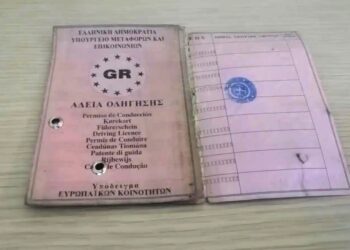 ΕΛΛΗΝΙΚΗ ΔΗΜΟΚΡΑΤΙΑ
ΥΠΟΥΡΓΕΙΟ ΜΕΤΑΦΟΡΩΝ ΚΑΙ
ΕΠΙΚΟΙΝΩΝΙΩΝ
GR
ΑΔΕΙΑ ΟΔΗΓΗΣΗΣ
Permiso de Conducción
Kørekort
Führerschein
Driving Licence
Permis de Conduire
Ceadúnas Tiomána
Patente di guida
Rijbewijs
de Condução
Υπόδειγμα
ΕΥΡΩΠΑΪΚΩΝ ΚΟΙΝΟΤΗΤΩΝ